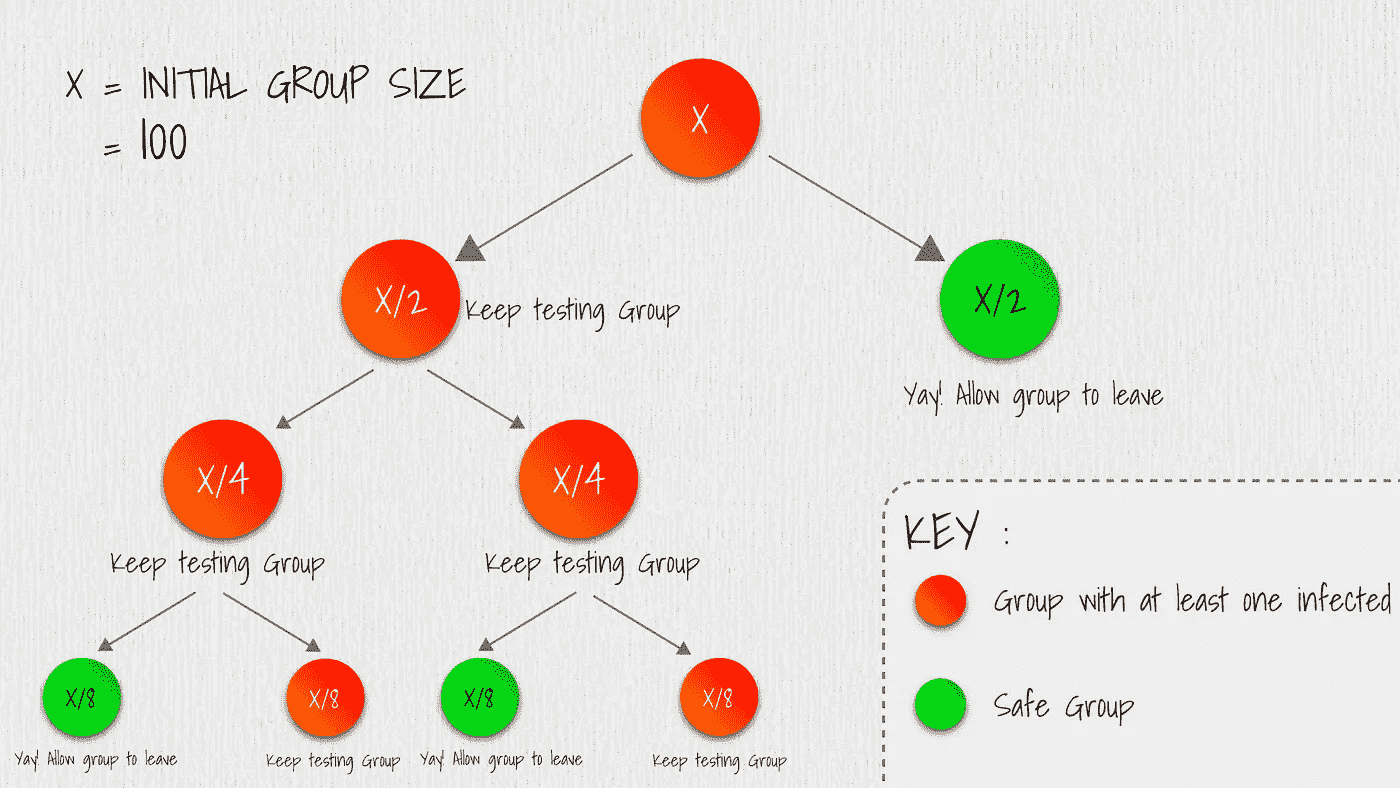 X = INITIAL GROUP SIZE
= 100
X
X/2
Keep testing Group
X/2
Yay! Allow group to leave
X/4
X/4
Keep testing Group
Keep testing Group
KEY :
Group with at least one infected
Safe Group
X/8
X/8
X/8
X/8
Yay! Allow group to leave
Keep testing Group
Yay! Allow group to leave
Keep testing Group